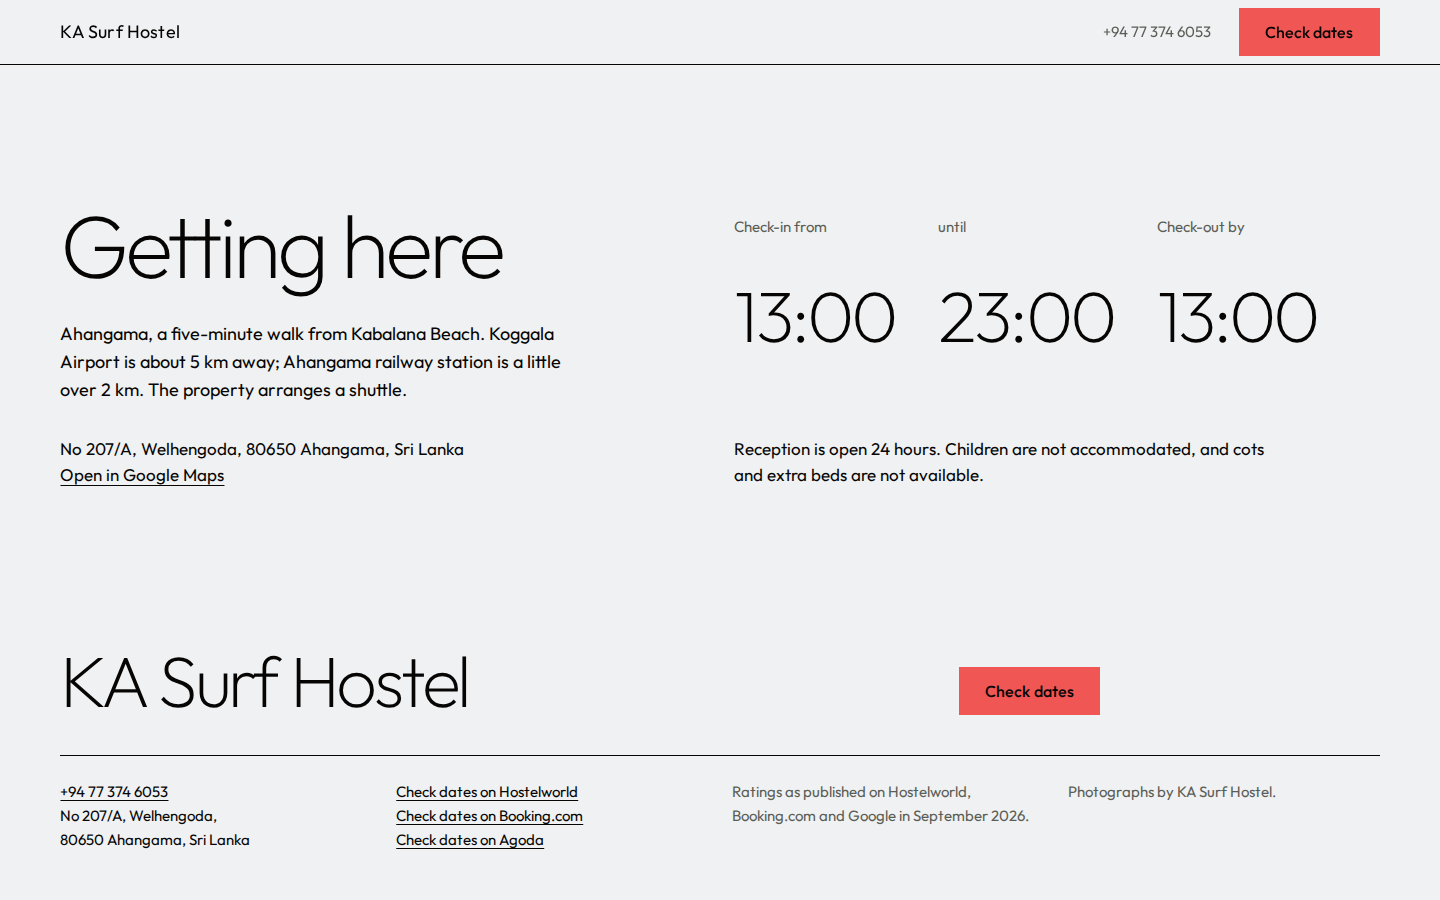 KA Surf Hostel
+94 77 374 6053
Check dates
Getting here
Ahangama, a five-minute walk from Kabalana Beach. Koggala
Airport is about 5 km away; Ahangama railway station is a little
over 2 km. The property arranges a shuttle.
No 207/A, Welhengoda, 80650 Ahangama, Sri Lanka
Open in Google Maps
Check-in from
13:00
until
23:00
Check-out by
13:00
Reception is open 24 hours. Children are not accommodated, and cots
and extra beds are not available.
KA Surf Hostel
Check dates
+94 77 374 6053
No 207/A, Welhengoda,
80650 Ahangama, Sri Lanka
Check dates on Hostelworld
Check dates on Booking.com
Check dates on Agoda
Ratings as published on Hostelworld,
Booking.com and Google in September 2026.
Photographs by KA Surf Hostel.